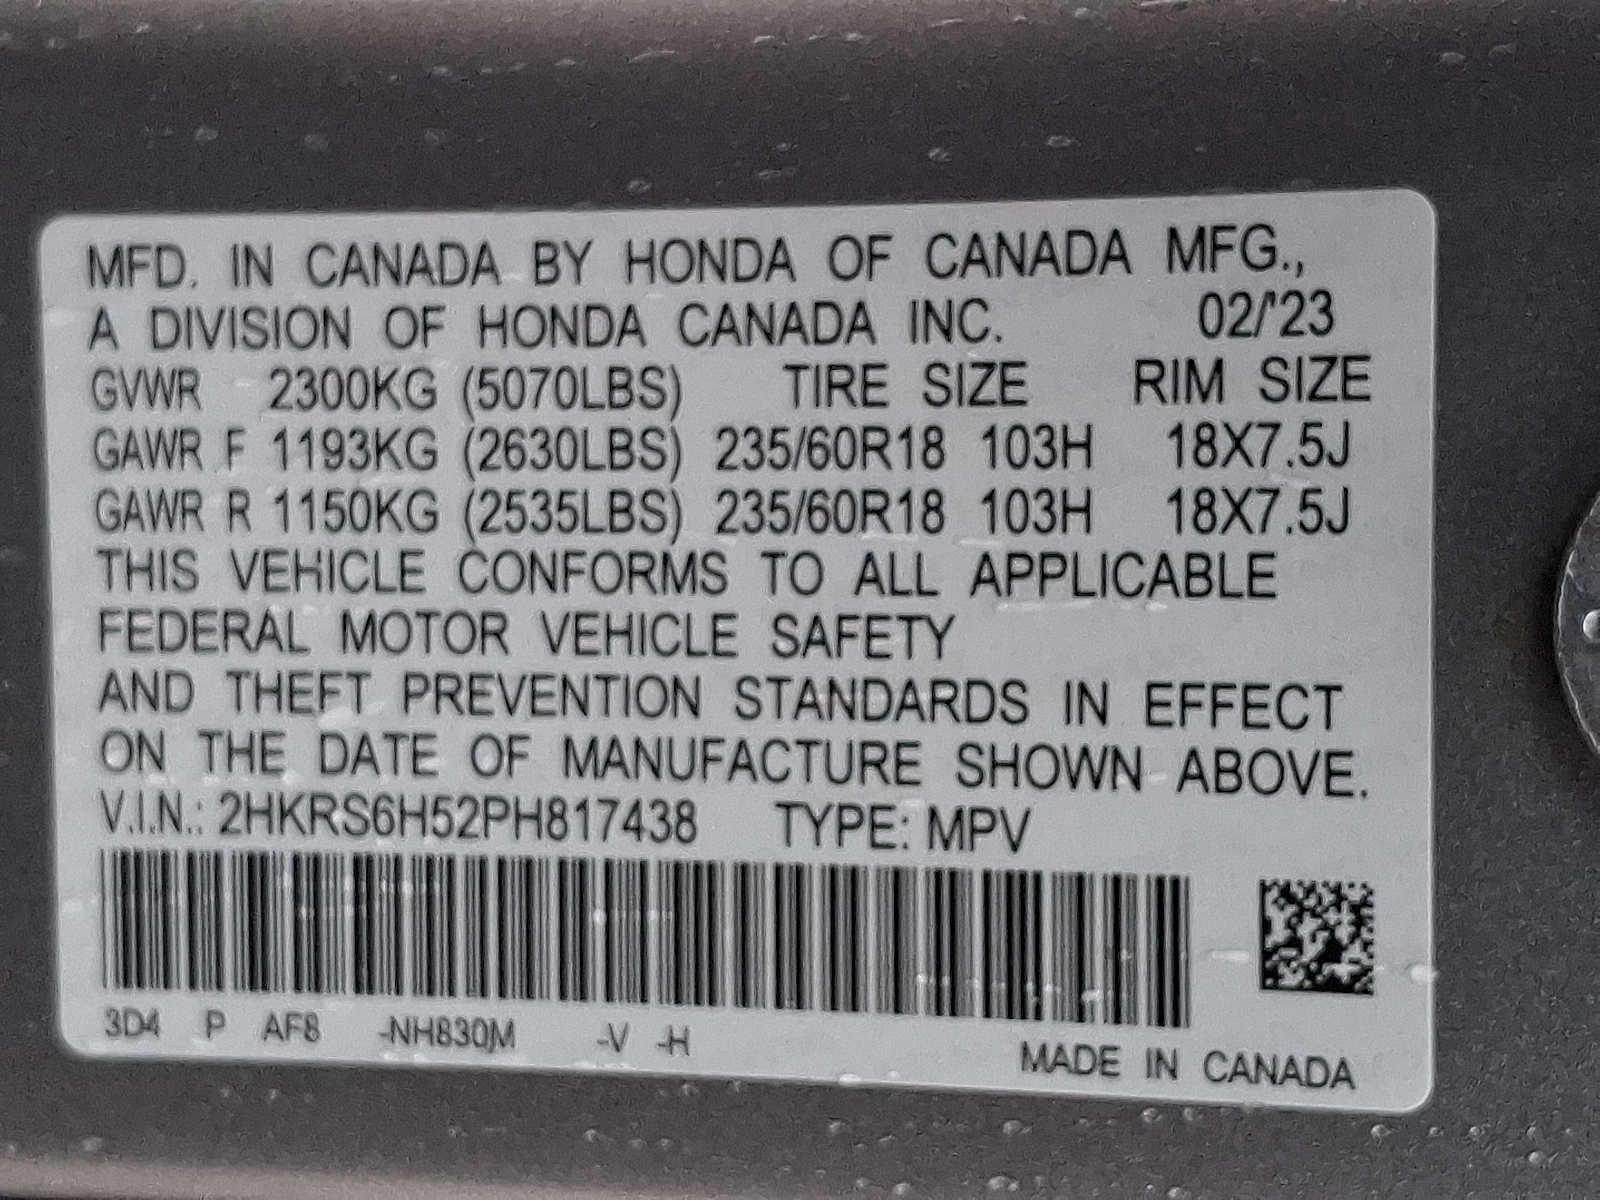 MFD. IN CANADA BY HONDA OF CANADA MFG.,
A DIVISION OF HONDA CANADA INC. 02/'23
GVWR 2300KG (5070LBS) TIRE SIZE RIM SIZE
GAWR F 1193KG (2630LBS) 235/60R18 103H 18X7.5J
GAWR R 1150KG (2535LBS) 235/60R18 103H 18X7.5J
THIS VEHICLE CONFORMS TO ALL APPLICABLE
FEDERAL MOTOR VEHICLE SAFETY
AND THEFT PREVENTION STANDARDS IN EFFECT
ON THE DATE OF MANUFACTURE SHOWN ABOVE.
V.I.N.: 2HKRS6H52PH817438 TYPE: MPV
3D4 P AF8 -NH830M -V -H
MADE IN CANADA